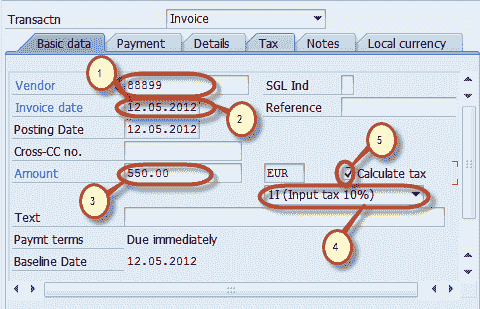 Transactn Invoice
Basic data Payment Details Tax Notes Local currency
1
Vendor 88899 SGL Ind
Invoice date 12.05.2012 Reference
2
Posting Date 12.05.2012
5
Cross-CC no.
Amount 550.00 EUR Calculate tax
3
1I (Input tax 10%)
Text
4
Paymt terms Due immediately
Baseline Date 12.05.2012